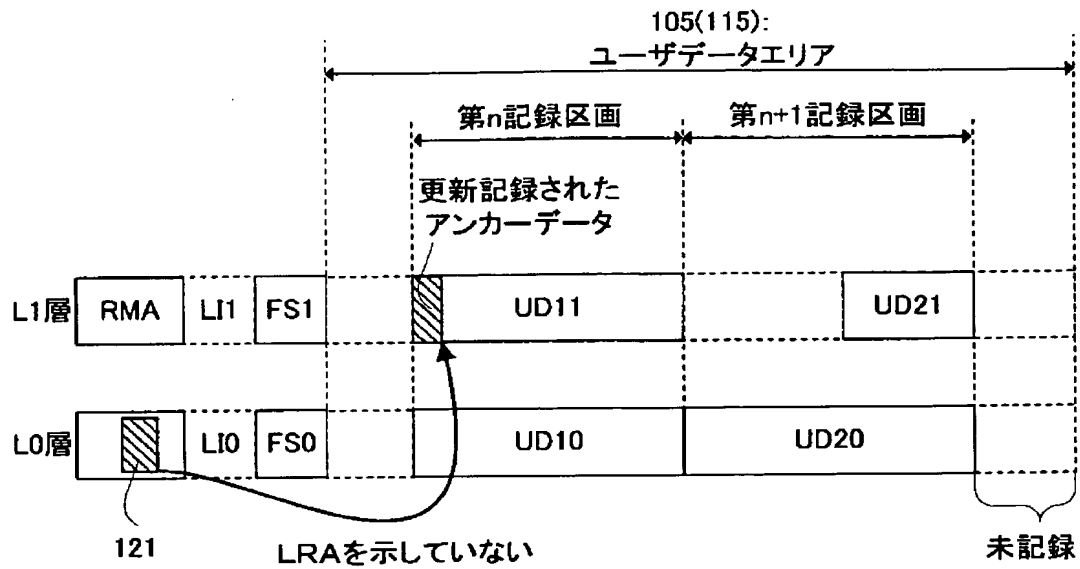 105(115):
ユーザデータエリア
第n記録区画
第n+1記録区画
更新記録された
アンカーデータ
L1層
RMA
LI1
FS1
UD11
UD21
L0層
LI0
FS0
UD10
UD20
121
LRAを示していない
未記録